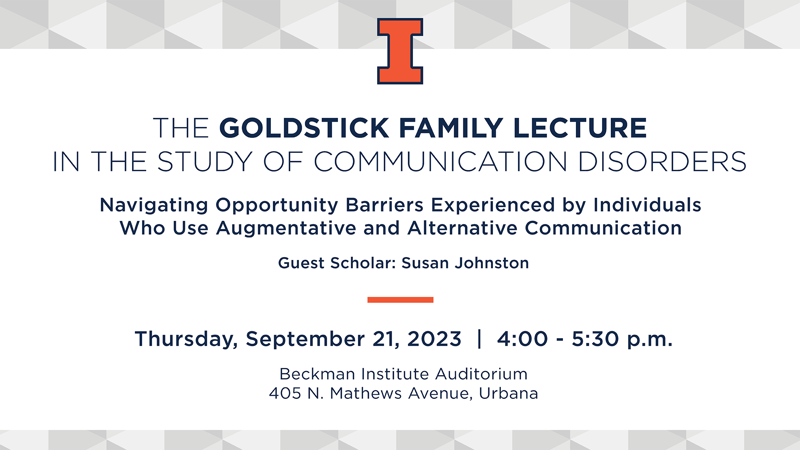 I
THE GOLDSTICK FAMILY LECTURE
IN THE STUDY OF COMMUNICATION DISORDERS
Navigating Opportunity Barriers Experienced by Individuals
Who Use Augmentative and Alternative Communication
Guest Scholar: Susan Johnston
Thursday, September 21, 2023 | 4:00 - 5:30 p.m.
Beckman Institute Auditorium
405 N. Mathews Avenue, Urbana